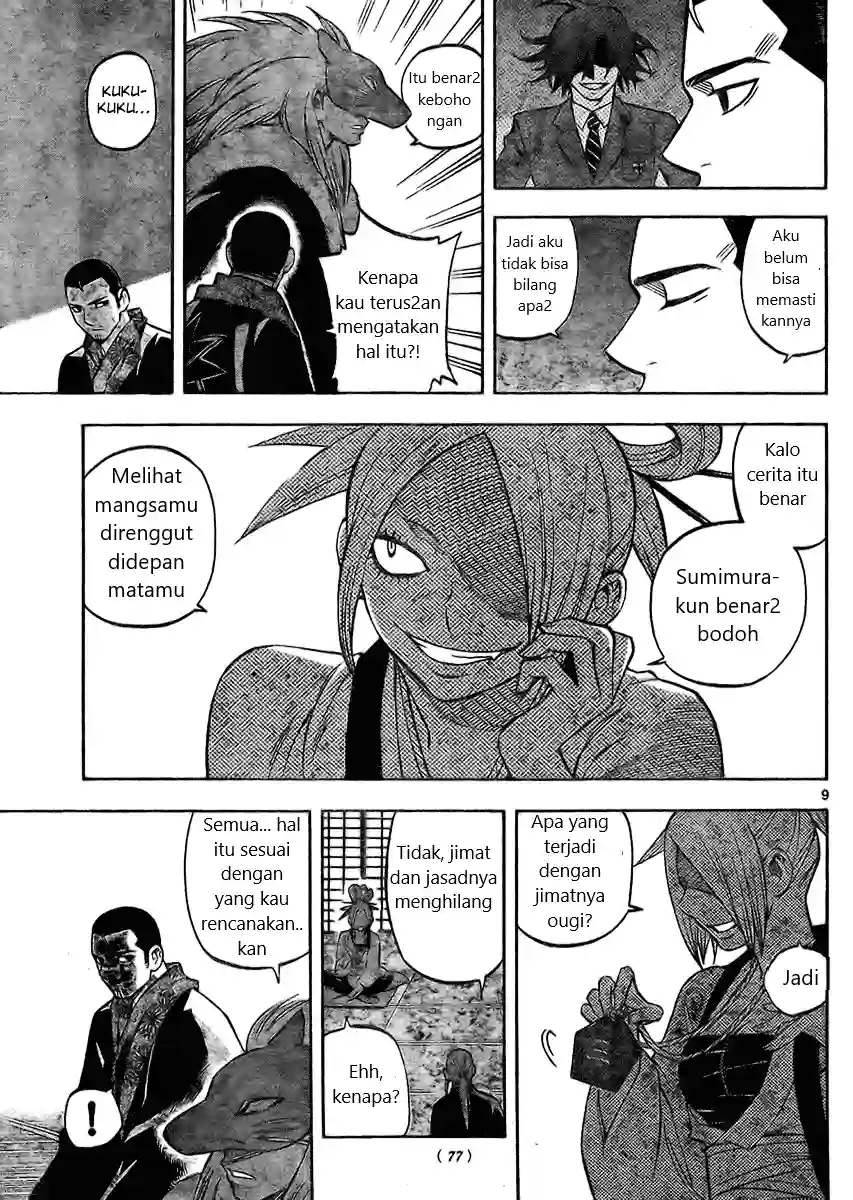 Aku
belum
bisa
memasti
kannya
Jadi aku
tidak bisa
bilang
apa2
Itu benar2
keboho
ngan
Kenapa
kau terus2an
mengatakan
hal itu?!
KUKU-
KUKU...
Kalo
cerita itu
benar
Sumimura-
kun benar2
bodoh
Melihat
mangsamu
direnggut
didepan
matamu
9
Jadi
Apa yang
terjadi
dengan
jimatnya
ougi?
Tidak, jimat
dan jasadnya
menghilang
Ehh,
kenapa?
Semua... hal
itu sesuai
dengan
yang kau
rencanakan..
kan
!
( 77 )